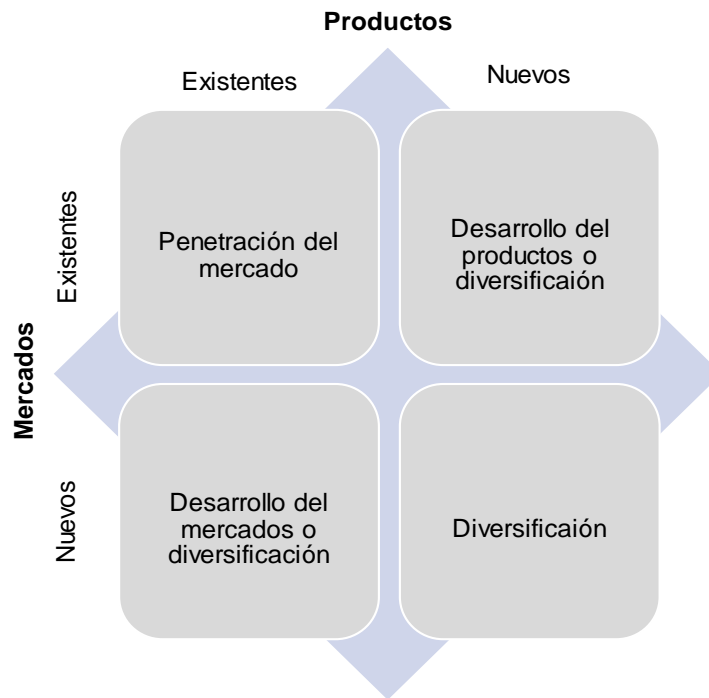 Productos
Existentes
Nuevos
Mercados
Existentes
Nuevos
Penetración del
mercado
Desarrollo del
productos o
diversificaión
Desarrollo del
mercados o
diversificación
Diversificaión